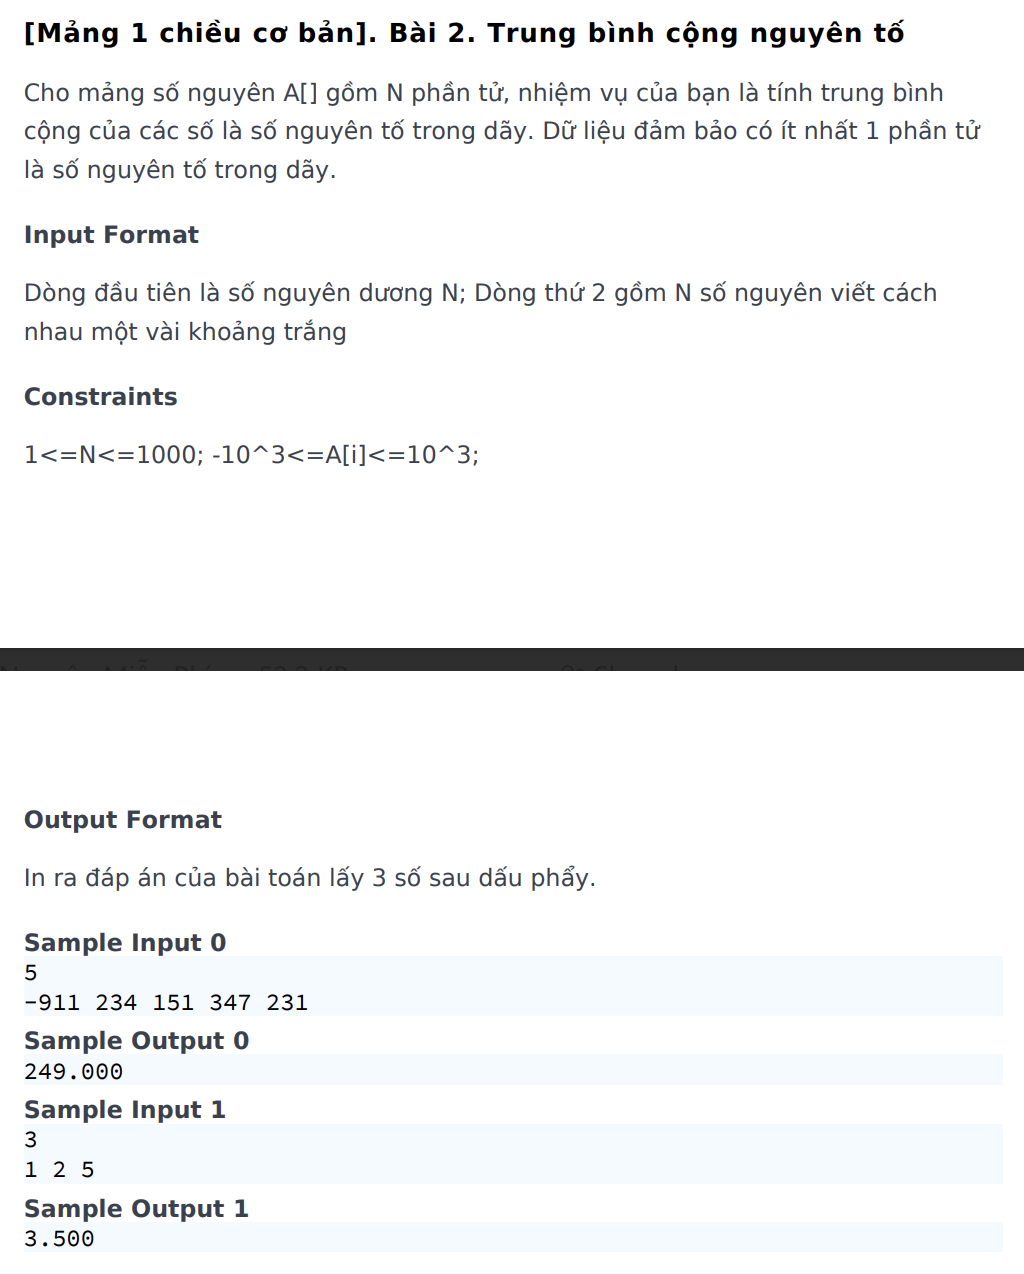 [Mảng 1 chiều cơ bản]. Bài 2. Trung bình cộng nguyên tố
Cho mảng số nguyên A[] gồm N phần tử, nhiệm vụ của bạn là tính trung bình
cộng của các số là số nguyên tố trong dãy. Dữ liệu đảm bảo có ít nhất 1 phần tử
là số nguyên tố trong dãy.
Input Format
Dòng đầu tiên là số nguyên dương N; Dòng thứ 2 gồm N số nguyên viết cách
nhau một vài khoảng trắng
Constraints
1<=N<=1000; -10^3<=A[i]<=10^3;
Output Format
In ra đáp án của bài toán lấy 3 số sau dấu phẩy.
Sample Input 0
5
-911 234 151 347 231
Sample Output 0
249.000
Sample Input 1
3
1 2 5
Sample Output 1
3.500